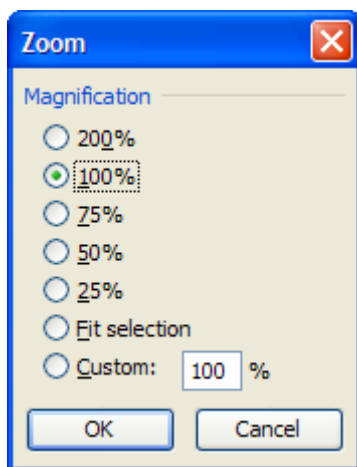 Zoom
Magnification
200%
100%
75%
50%
25%
Fit selection
Custom: 100 %
OK Cancel